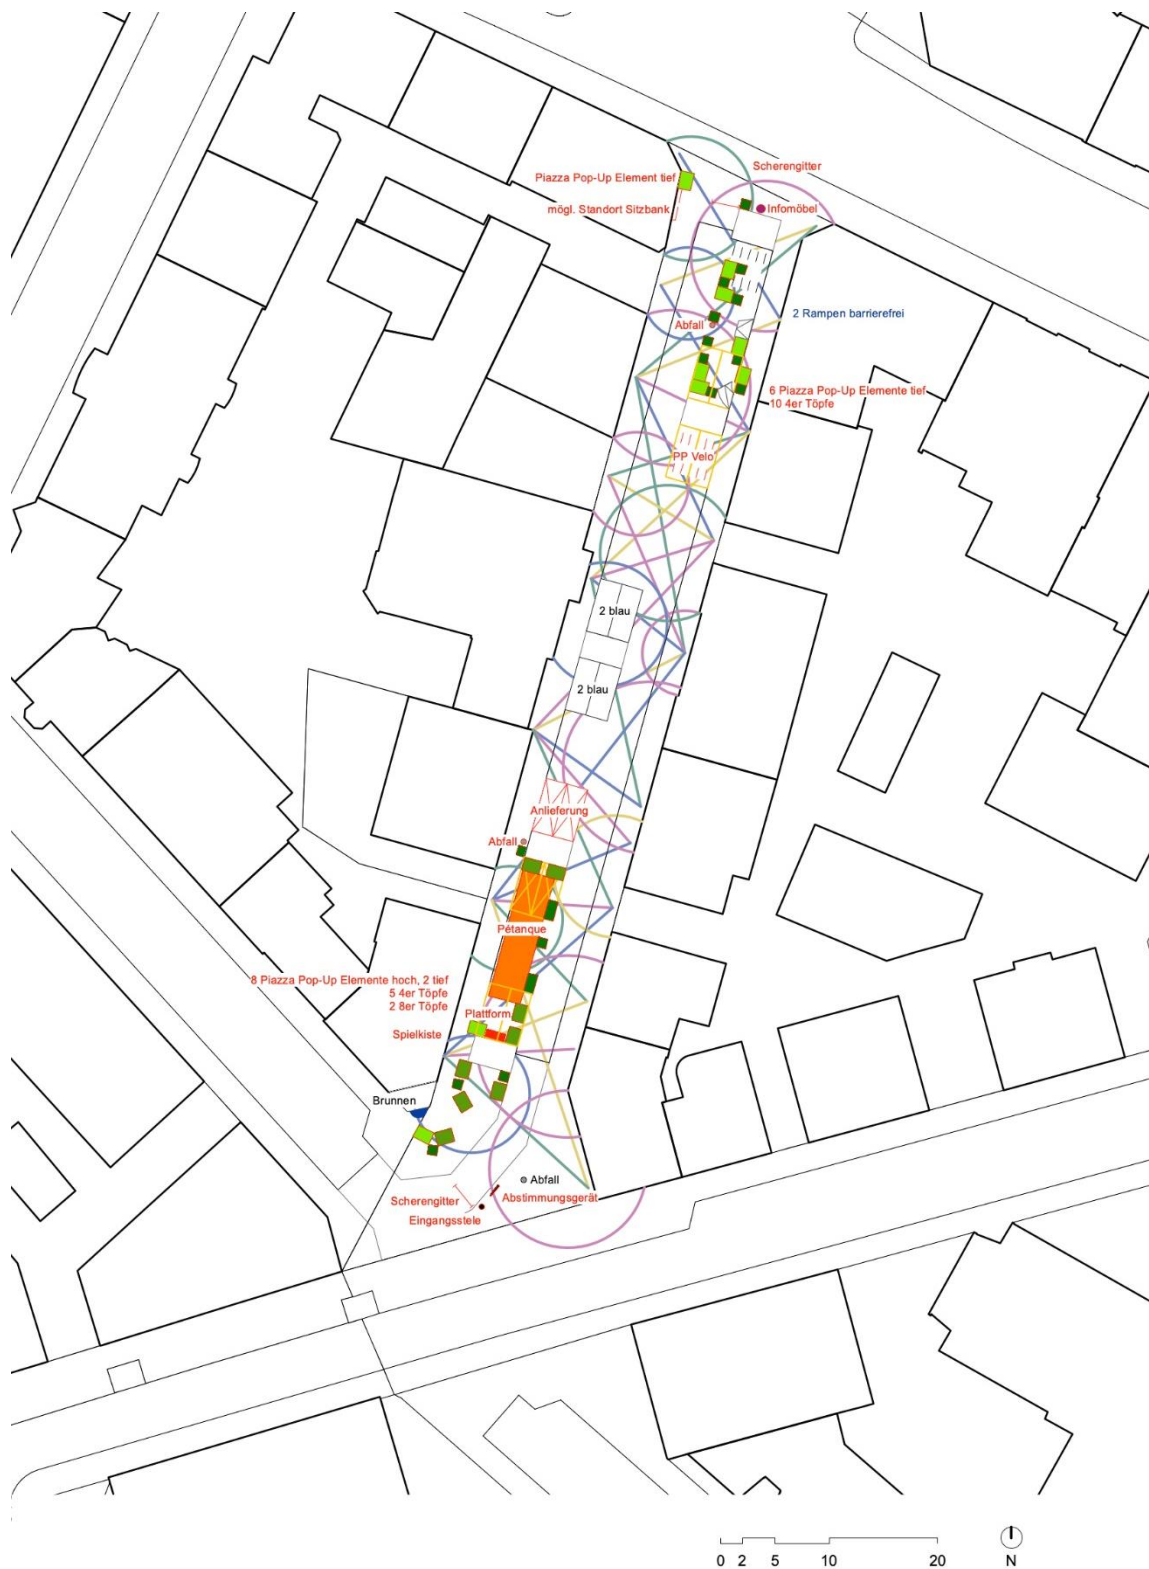 Scherengitter
Piazza Pop-Up Element tief
mögl. Standort Sitzbank
Infomöbel
2 Rampen barrierefrei
Abfall
6 Piazza Pop-Up Elemente tief
10 4er Töpfe
PP Velo
2 blau
2 blau
Anlieferung
Abfall
Pétanque
8 Piazza Pop-Up Elemente hoch, 2 tief
5 4er Töpfe
2 8er Töpfe
Plattform
Spielkiste
Brunnen
Abfall
Scherengitter
Abstimmungsgerät
Eingangsstele
0 2 5 10 20
N